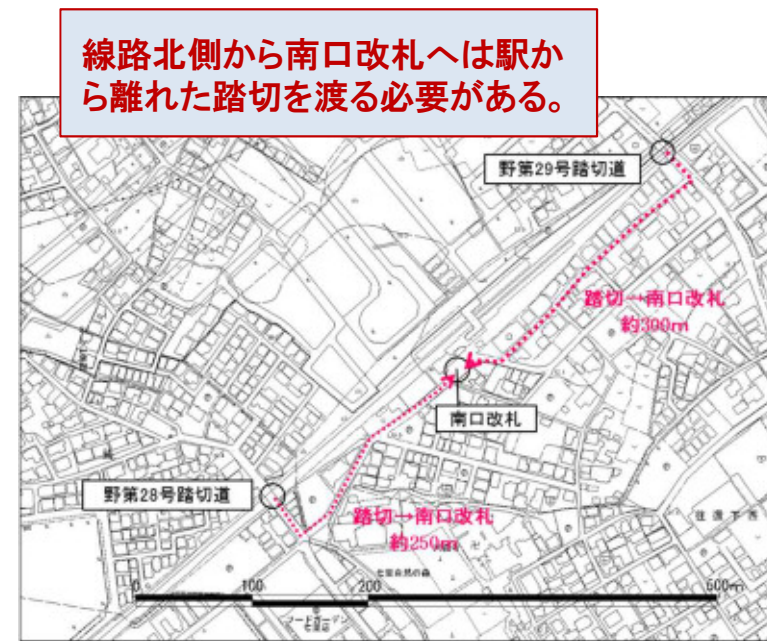 線路北側から南口改札へは駅か
ら離れた踏切を渡る必要がある。
野第29号踏切道
踏切→南口改札
約300m
南口改札
野第28号踏切道
踏切→南口改札
約250m
0
100
200
600m